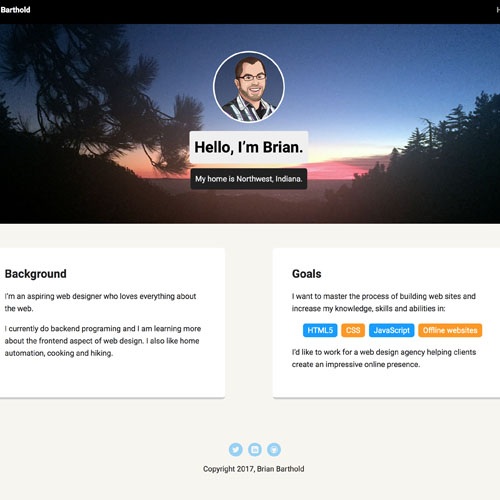 Barthold
H
Hello, I'm Brian.
My home is Northwest, Indiana.
Background
I'm an aspiring web designer who loves everything about
the web.
I currently do backend programing and I am learning more
about the frontend aspect of web design. I also like home
automation, cooking and hiking.
Goals
I want to master the process of building web sites and
increase my knowledge, skills and abilities in:
HTML5 CSS JavaScript Offline websites
I'd like to work for a web design agency helping clients
create an impressive online presence.
Copyright 2017, Brian Barthold